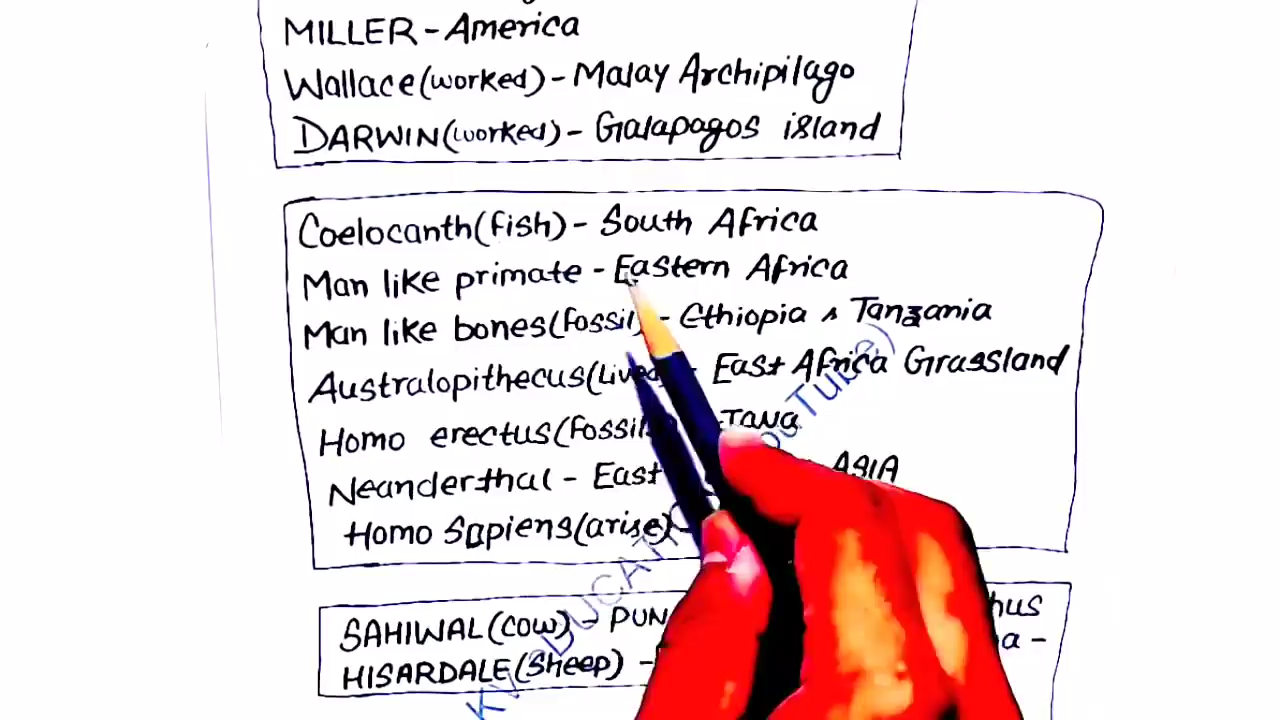 MILLER - America
Wallace (worked) - Malay Archipilago
DARWIN (worked) - Galapagos island
Coelocanth (fish) - South Africa
Man like primate - Eastern Africa
Man like bones (fossil) - Ethiopia & Tanzania
Australopithecus (Lived) - East Africa Grassland
Homo erectus (Fossil
Neanderthal - East ASIA
Homo Sapiens (arise) -
SAHIWAL (cow) - PUN
HISARDALE (sheep) -